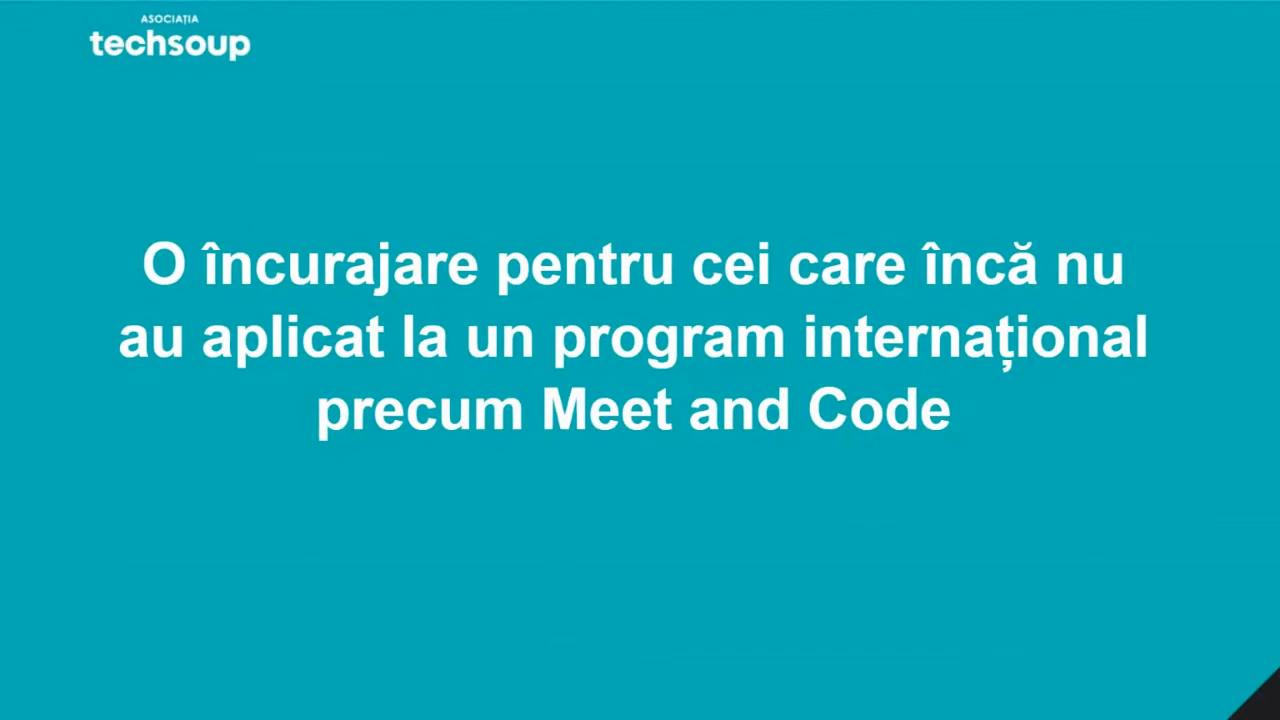 ASOCIAȚIA
techsoup
O încurajare pentru cei care încă nu
au aplicat la un program internațional
precum Meet and Code